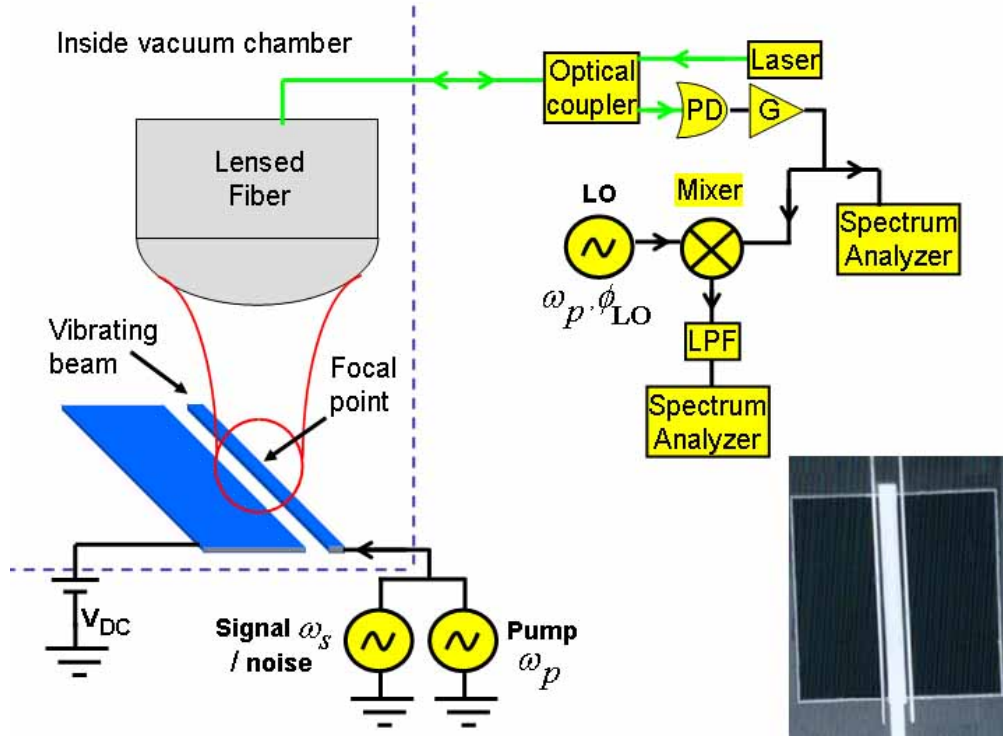 Inside vacuum chamber
Lensed
Fiber
Optical
coupler
Laser
PD
G
LO
Mixer
Spectrum
Analyzer
ω_p, ϕ_LO
LPF
Spectrum
Analyzer
Vibrating
beam
Focal
point
V_DC
Signal ω_s
/ noise
Pump
ω_p